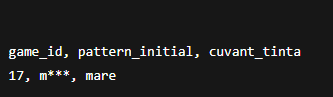 game_id, pattern_initial, cuvant_tinta
17, m***, mare